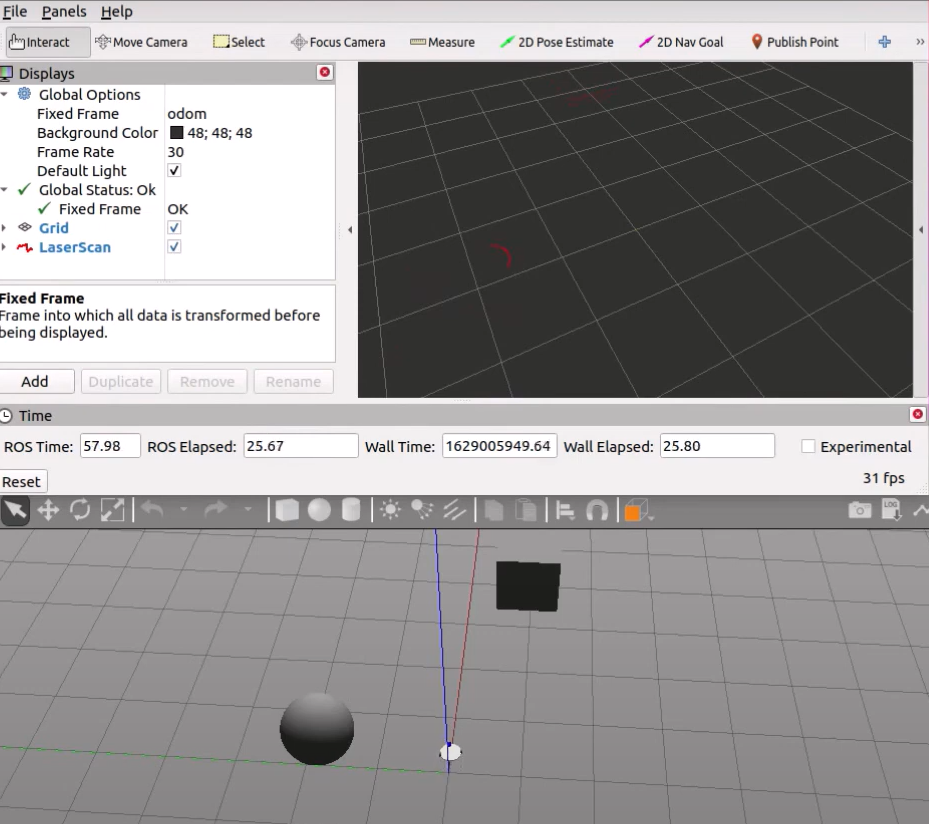 File Panels Help
Interact Move Camera Select Focus Camera Measure 2D Pose Estimate 2D Nav Goal Publish Point »
Displays
Global Options
Fixed Frame odom
Background Color 48; 48; 48
Frame Rate 30
Default Light
Global Status: Ok
Fixed Frame OK
Grid
LaserScan
Fixed Frame
Frame into which all data is transformed before
being displayed.
Add Duplicate Remove Rename
Time
ROS Time: 57.98 ROS Elapsed: 25.67 Wall Time: 1629005949.64 Wall Elapsed: 25.80 Experimental
Reset 31 fps
LOG